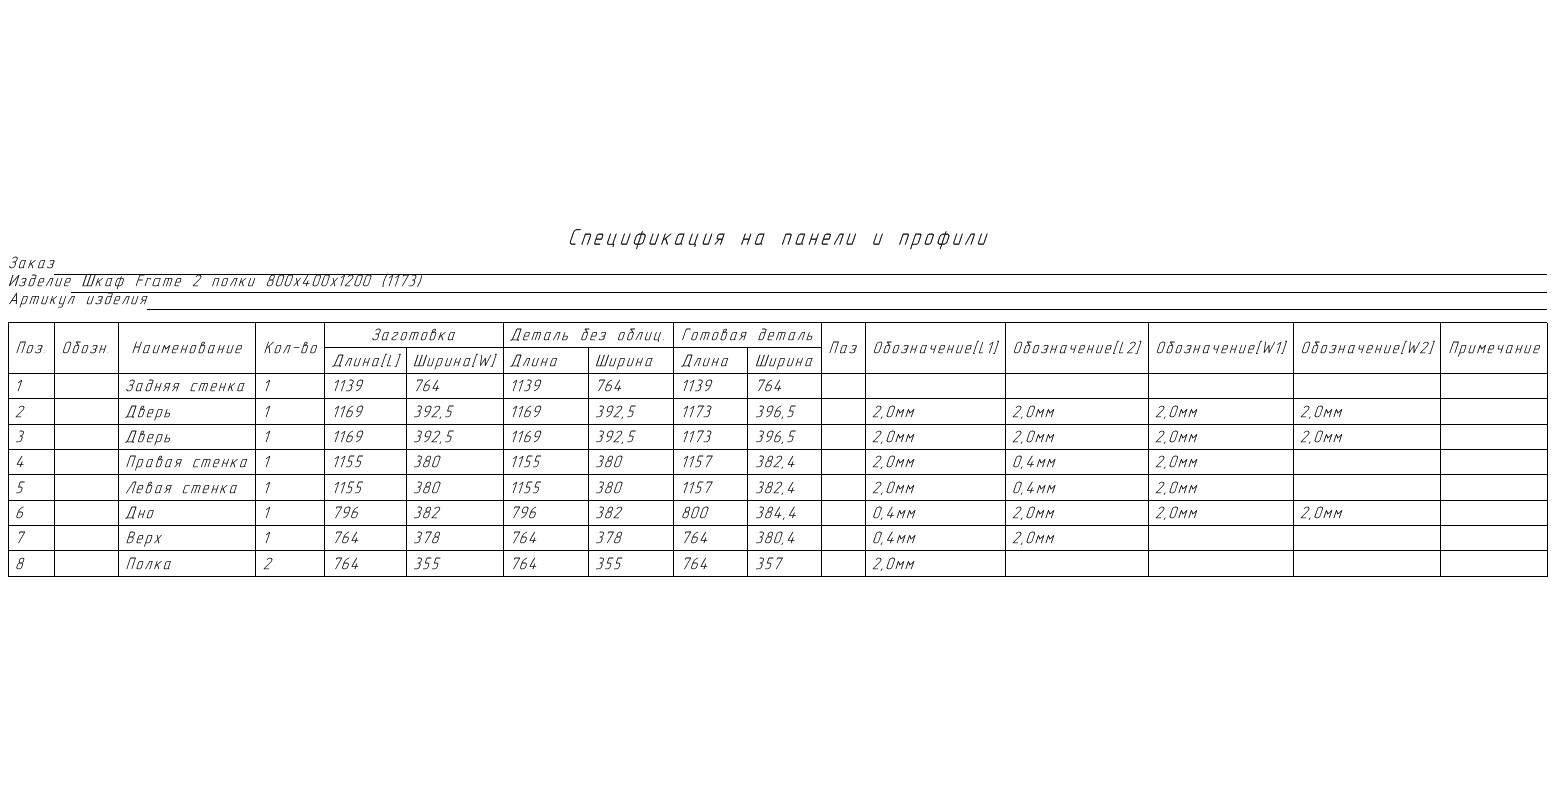 Спецификация на панели и профили
Заказ
Изделие Шкаф Frame 2 полки 800х400х1200 (1173)
Артикул изделия
Поз. Обозн. Наименование Кол-во Заготовка Деталь без облиц. Готовая деталь Паз Обозначение[L1] Обозначение[L2] Обозначение[W1] Обозначение[W2] Примечание
Длина[L] Ширина[W] Длина Ширина Длина Ширина
1 Задняя стенка 1 1139 764 1139 764 1139 764
2 Дверь 1 1169 392,5 1169 392,5 1173 396,5 2,0мм 2,0мм 2,0мм 2,0мм
3 Дверь 1 1169 392,5 1169 392,5 1173 396,5 2,0мм 2,0мм 2,0мм 2,0мм
4 Правая стенка 1 1155 380 1155 380 1157 382,4 2,0мм 0,4мм 2,0мм
5 Левая стенка 1 1155 380 1155 380 1157 382,4 2,0мм 0,4мм 2,0мм
6 Дно 1 796 382 796 382 800 384,4 0,4мм 2,0мм 2,0мм 2,0мм
7 Верх 1 764 378 764 378 764 380,4 0,4мм 2,0мм
8 Полка 2 764 355 764 355 764 357 2,0мм